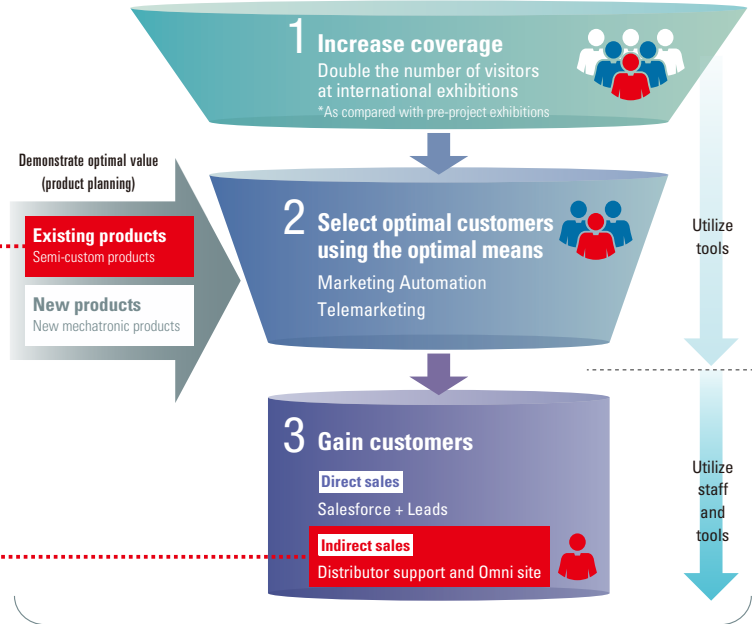 1 Increase coverage
Double the number of visitors
at international exhibitions
*As compared with pre-project exhibitions
Demonstrate optimal value
(product planning)
Existing products
Semi-custom products
New products
New mechatronic products
2 Select optimal customers
using the optimal means
Marketing Automation
Telemarketing
Utilize
tools
3 Gain customers
Direct sales
Salesforce + Leads
Indirect sales
Distributor support and Omni site
Utilize
staff
and
tools